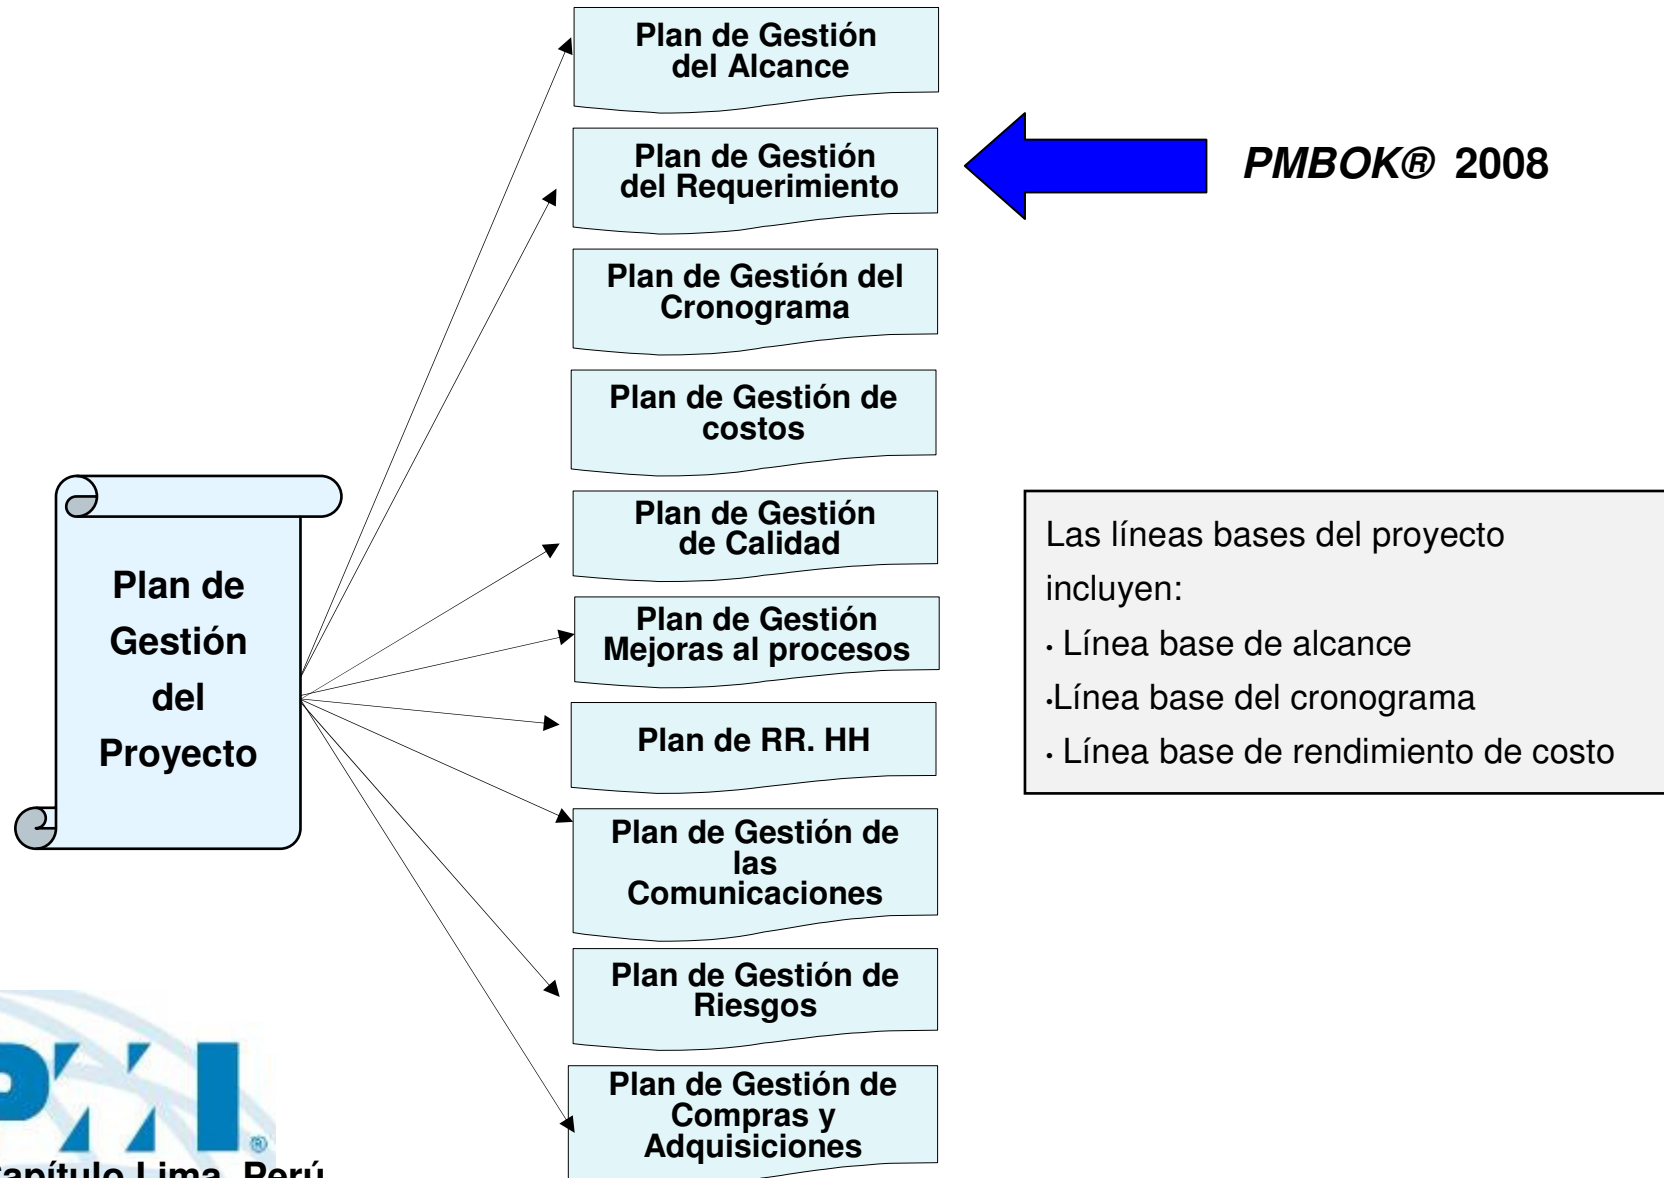 Plan de Gestión
del Alcance
Plan de Gestión
del Requerimiento
PMBOK® 2008
Plan de Gestión del
Cronograma
Plan de Gestión de
costos
Plan de Gestión
de Calidad
Plan de Gestión
Mejoras al procesos
Plan de RR. HH
Plan de Gestión de
las
Comunicaciones
Plan de Gestión de
Riesgos
Plan de Gestión de
Compras y
Adquisiciones
Plan de
Gestión
del
Proyecto
Las líneas bases del proyecto
incluyen:
· Línea base de alcance
·Línea base del cronograma
· Línea base de rendimiento de costo
PMI®
Capítulo Lima, Perú